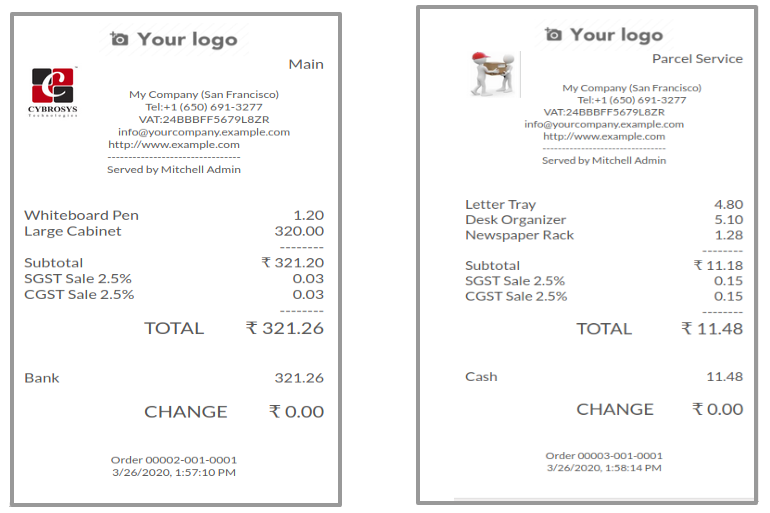 Your logo
Main
C
CYBROSYS
Technologies
My Company (San Francisco)
Tel:+1 (650) 691-3277
VAT:24BBBFF5679L8ZR
info@yourcompany.example.com
http://www.example.com
--------------------------------
Served by Mitchell Admin
Whiteboard Pen 1.20
Large Cabinet 320.00
--------
Subtotal ₹ 321.20
SGST Sale 2.5% 0.03
CGST Sale 2.5% 0.03
--------
TOTAL ₹ 321.26
Bank 321.26
CHANGE ₹ 0.00
Order 00002-001-0001
3/26/2020, 1:57:10 PM
Your logo
Parcel Service
My Company (San Francisco)
Tel:+1 (650) 691-3277
VAT:24BBBFF5679L8ZR
info@yourcompany.example.com
http://www.example.com
--------------------------------
Served by Mitchell Admin
Letter Tray 4.80
Desk Organizer 5.10
Newspaper Rack 1.28
--------
Subtotal ₹ 11.18
SGST Sale 2.5% 0.15
CGST Sale 2.5% 0.15
--------
TOTAL ₹ 11.48
Cash 11.48
CHANGE ₹ 0.00
Order 00003-001-0001
3/26/2020, 1:58:14 PM